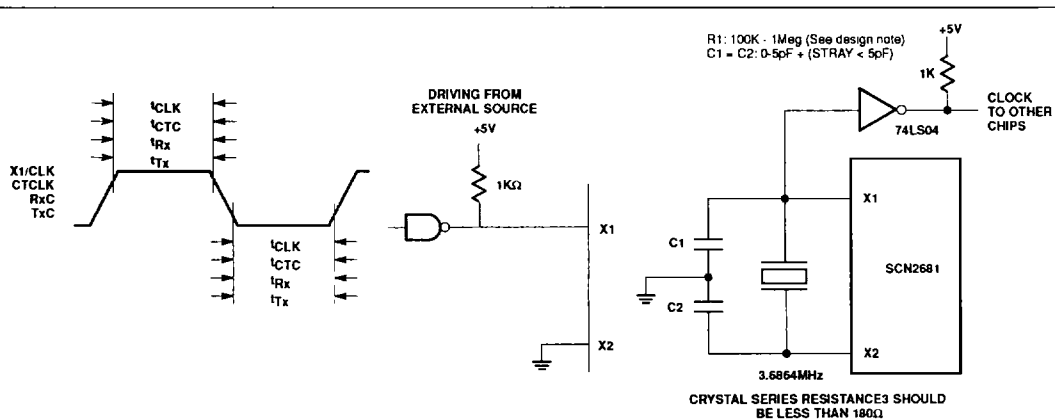 R1: 100K - 1Meg (See design note)
C1 = C2: 0-5pF + (STRAY < 5pF)
+5V
1K
CLOCK
TO OTHER
CHIPS
74LS04
DRIVING FROM
EXTERNAL SOURCE
+5V
1KΩ
tCLK
tCTC
tRx
tTx
X1/CLK
CTCLK
RxC
TxC
tCLK
tCTC
tRx
tTx
X1
X2
C1
C2
X1
SCN2681
X2
3.6864MHz
CRYSTAL SERIES RESISTANCE3 SHOULD
BE LESS THAN 180Ω